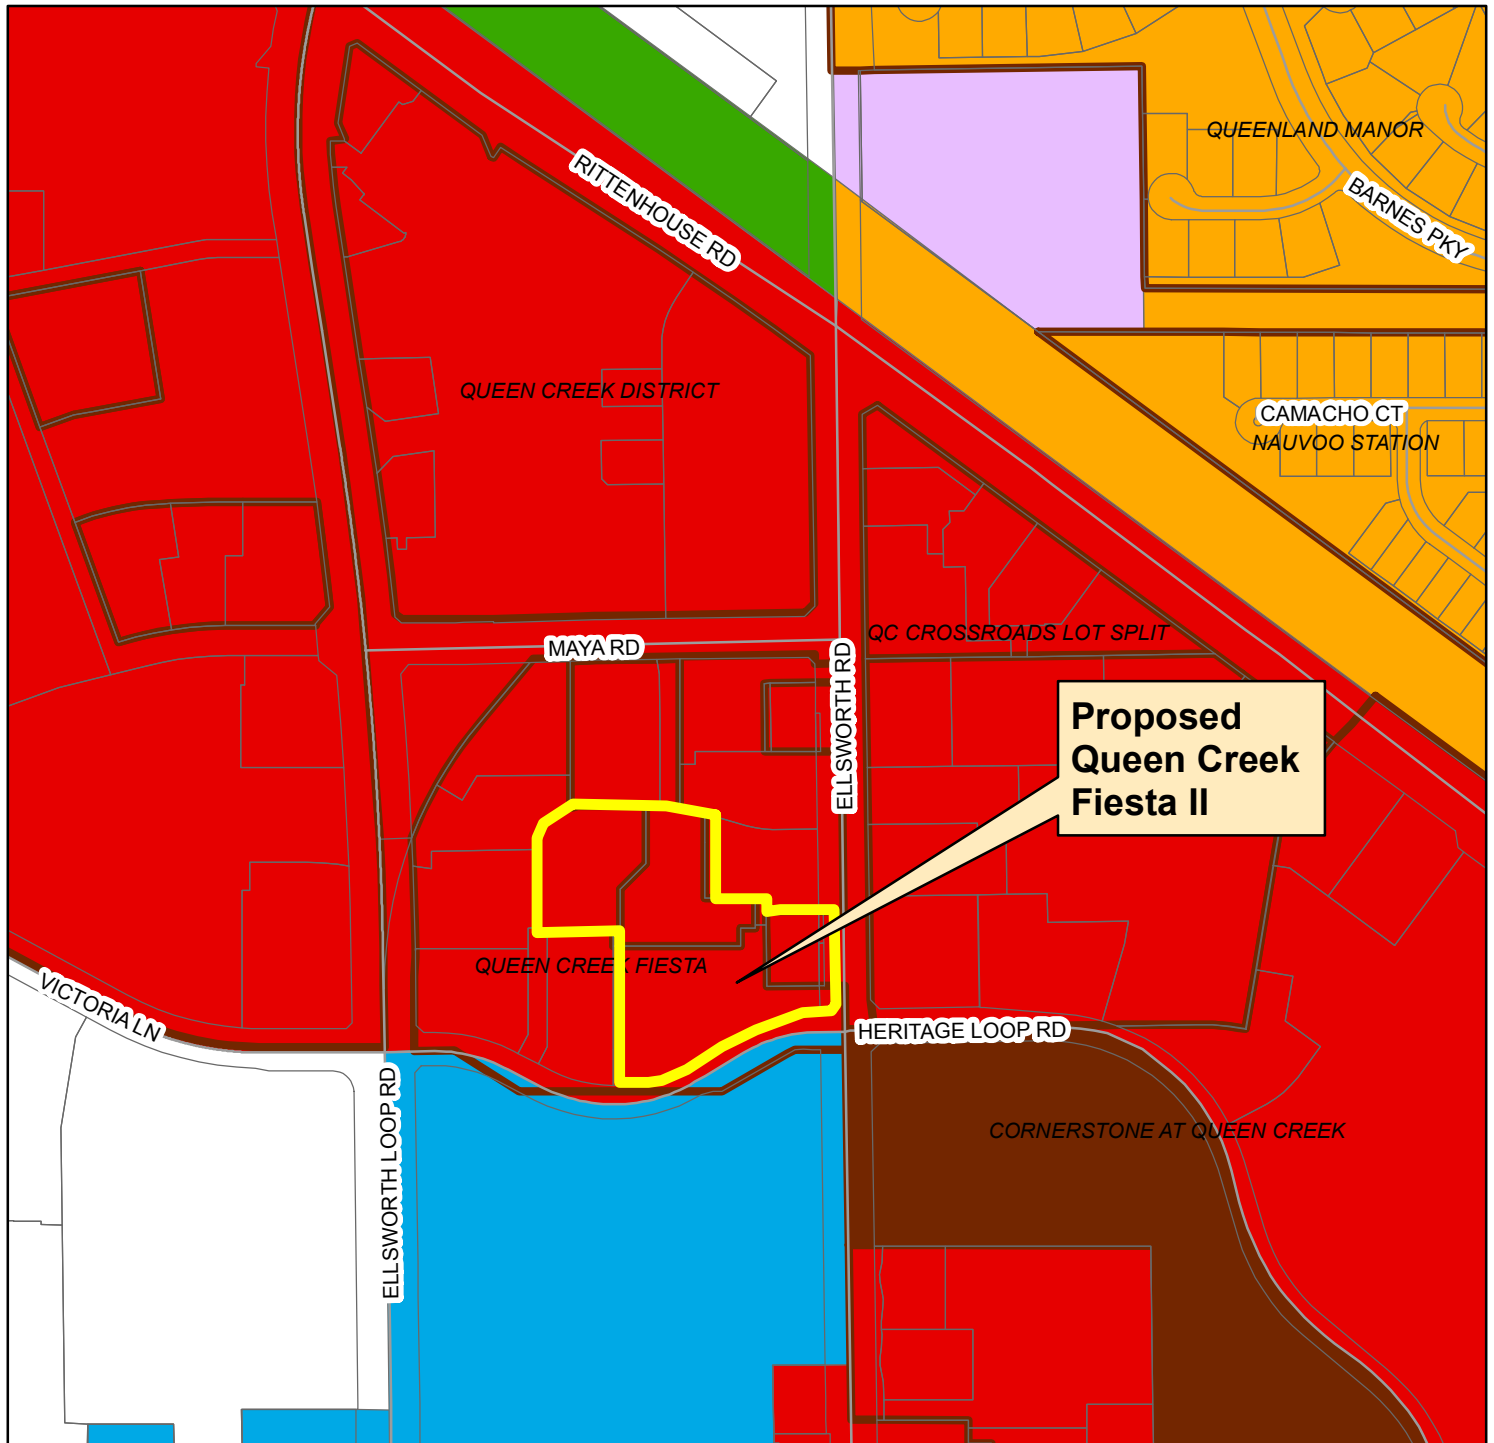 QUEENLAND MANOR
RITTENHOUSE RD
BARNES PKY
QUEEN CREEK DISTRICT
CAMACHO CT
NAUVOO STATION
QC CROSSROADS LOT SPLIT
MAYA RD
ELLSWORTH RD
Proposed
Queen Creek
Fiesta II
QUEEN CREEK FIESTA
VICTORIA LN
HERITAGE LOOP RD
ELLSWORTH LOOP RD
CORNERSTONE AT QUEEN CREEK